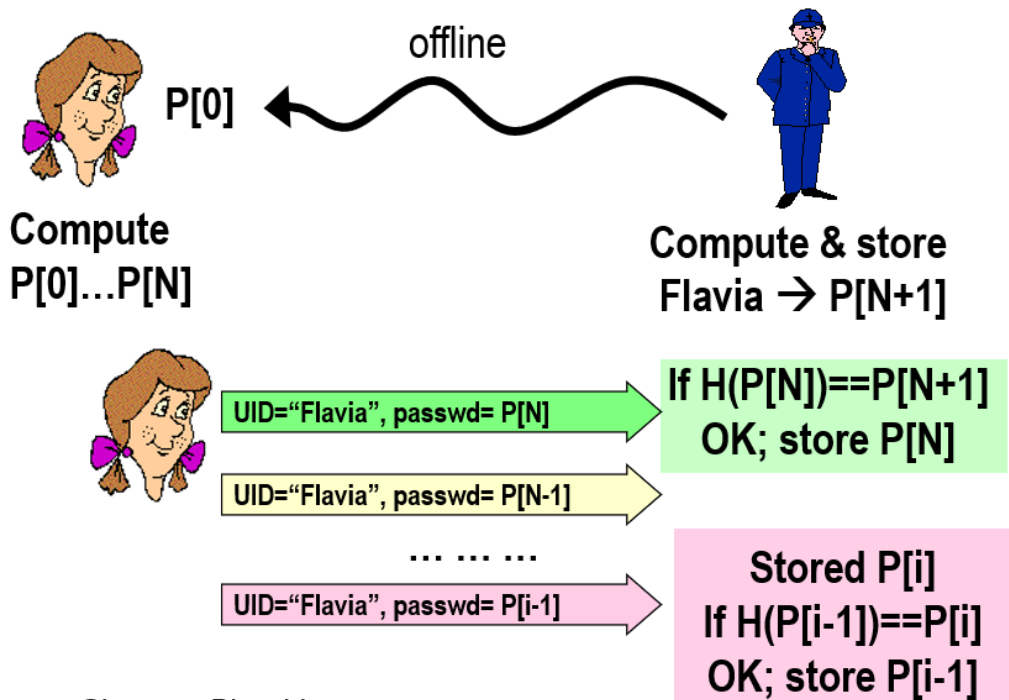 offline
P[0]
Compute
P[0]...P[N]
Compute & store
Flavia → P[N+1]
UID="Flavia", passwd= P[N]
If H(P[N])==P[N+1]
OK; store P[N]
UID="Flavia", passwd= P[N-1]
... ... ...
UID="Flavia", passwd= P[i-1]
Stored P[i]
If H(P[i-1])==P[i]
OK; store P[i-1]